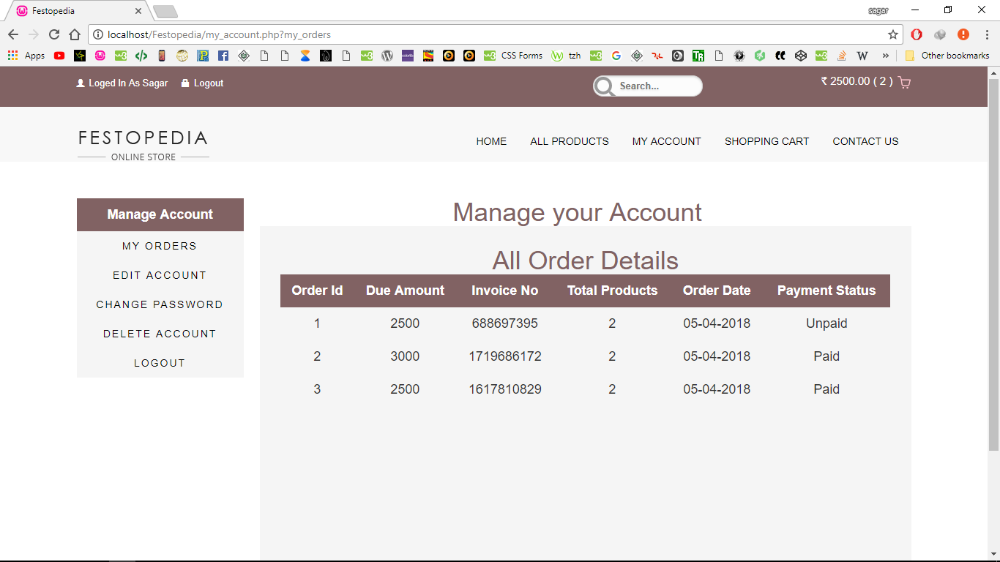 Festopedia
sagar
localhost/Festopedia/my_account.php?my_orders
Apps CSS Forms tzh » Other bookmarks
Loged In As Sagar Logout Search... ₹ 2500.00 ( 2 )
FESTOPEDIA
ONLINE STORE
HOME ALL PRODUCTS MY ACCOUNT SHOPPING CART CONTACT US
Manage Account
MY ORDERS
EDIT ACCOUNT
CHANGE PASSWORD
DELETE ACCOUNT
LOGOUT
Manage your Account
All Order Details
Order Id Due Amount Invoice No Total Products Order Date Payment Status
1 2500 688697395 2 05-04-2018 Unpaid
2 3000 1719686172 2 05-04-2018 Paid
3 2500 1617810829 2 05-04-2018 Paid